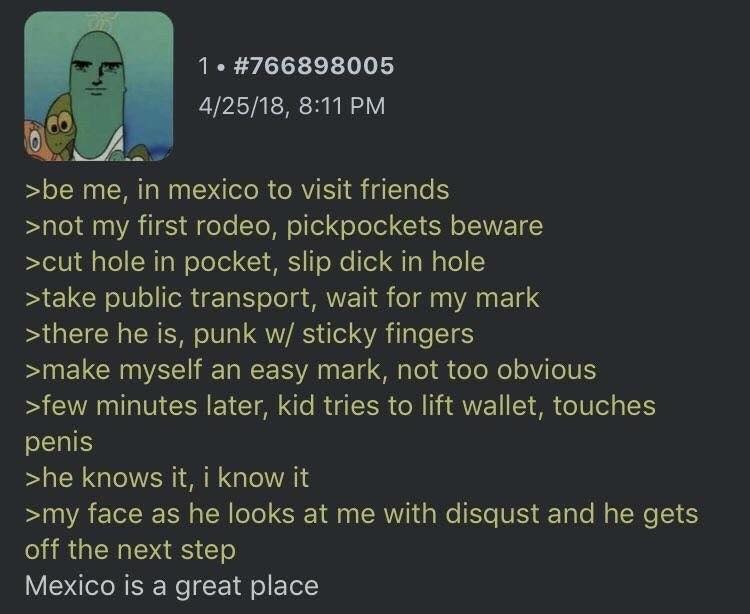 1 • #766898005
4/25/18, 8:11 PM
>be me, in mexico to visit friends
>not my first rodeo, pickpockets beware
>cut hole in pocket, slip dick in hole
>take public transport, wait for my mark
>there he is, punk w/ sticky fingers
>make myself an easy mark, not too obvious
>few minutes later, kid tries to lift wallet, touches
penis
>he knows it, i know it
>my face as he looks at me with disqust and he gets
off the next step
Mexico is a great place